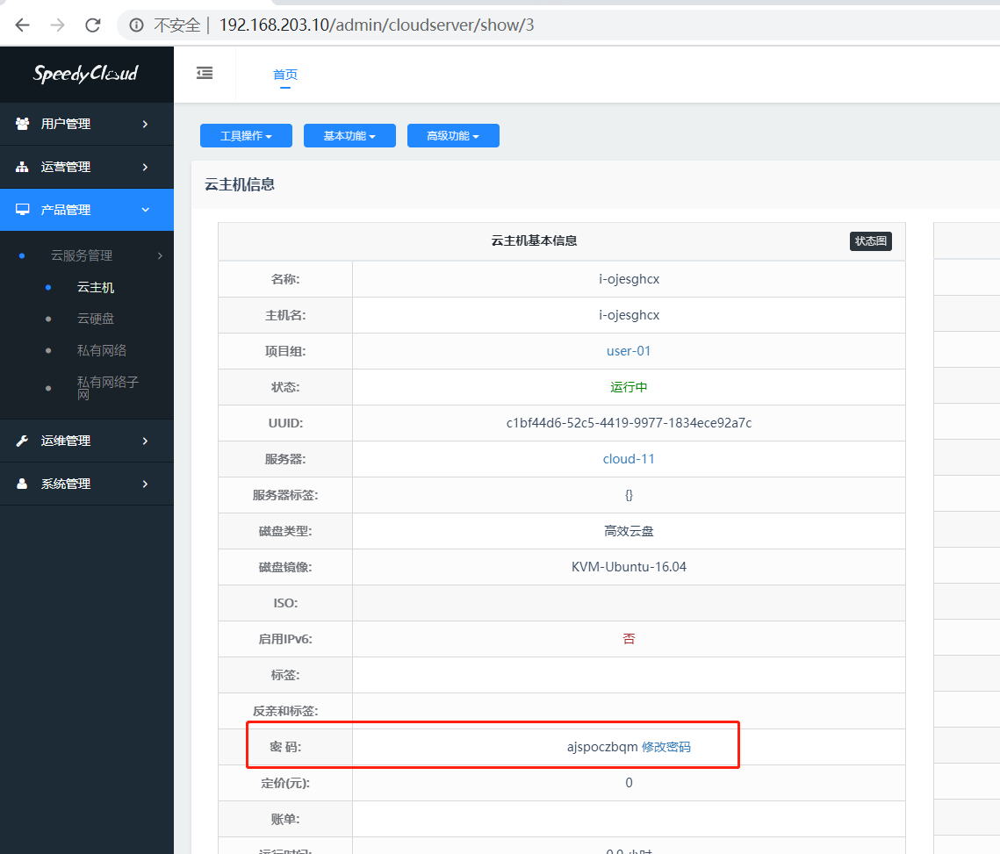 不安全 | 192.168.203.10/admin/cloudserver/show/3
SpeedyCloud
首页
用户管理
运营管理
产品管理
云服务管理
云主机
云硬盘
私有网络
私有网络子
网
运维管理
系统管理
工具操作 基本功能 高级功能
云主机信息
云主机基本信息 状态图
名称: i-ojesghcx
主机名: i-ojesghcx
项目组: user-01
状态: 运行中
UUID: c1bf44d6-52c5-4419-9977-1834ece92a7c
服务器: cloud-11
服务器标签: {}
磁盘类型: 高效云盘
磁盘镜像: KVM-Ubuntu-16.04
ISO:
启用IPv6: 否
标签:
反亲和标签:
密 码: ajspoczbqm 修改密码
定价(元): 0
账单:
运行时间: 0.0 小时